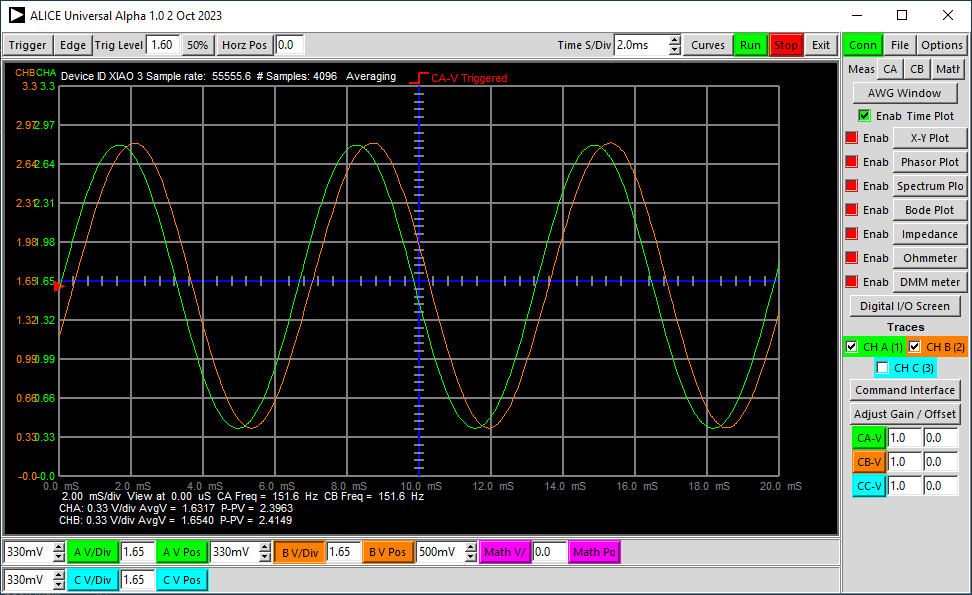 ALICE Universal Alpha 1.0 2 Oct 2023
Trigger Edge Trig Level 1.60 50% Horz Pos 0.0 Time S/Div 2.0ms Curves Run Stop Exit Conn File Options
Meas CA CB Math
AWG Window
Enab Time Plot
Enab X-Y Plot
Enab Phasor Plot
Enab Spectrum Plo
Enab Bode Plot
Enab Impedance
Enab Ohmmeter
Enab DMM meter
Digital I/O Screen
Traces
CH A (1) CH B (2)
CH C (3)
Command Interface
Adjust Gain / Offset
CA-V 1.0 0.0
CB-V 1.0 0.0
CC-V 1.0 0.0
CHB CHA Device ID XIAO 3 Sample rate: 55555.6 # Samples: 4096 Averaging CA-V Triggered
3.3 3.3
2.97 2.97
2.64 2.64
2.31 2.31
1.98 1.98
1.65 1.65
1.32 1.32
0.99 0.99
0.66 0.66
0.33 0.33
-0.0 -0.0
0.0 mS 2.0 mS 4.0 mS 6.0 mS 8.0 mS 10.0 mS 12.0 mS 14.0 mS 16.0 mS 18.0 mS 20.0 mS
2.00 mS/div View at 0.00 uS CA Freq = 151.6 Hz CB Freq = 151.6 Hz
CHA: 0.33 V/div AvgV = 1.6317 P-PV = 2.3963
CHB: 0.33 V/div AvgV = 1.6540 P-PV = 2.4149
330mV A V/Div 1.65 A V Pos 330mV B V/Div 1.65 B V Pos 500mV Math V/ 0.0 Math Po
330mV C V/Div 1.65 C V Pos